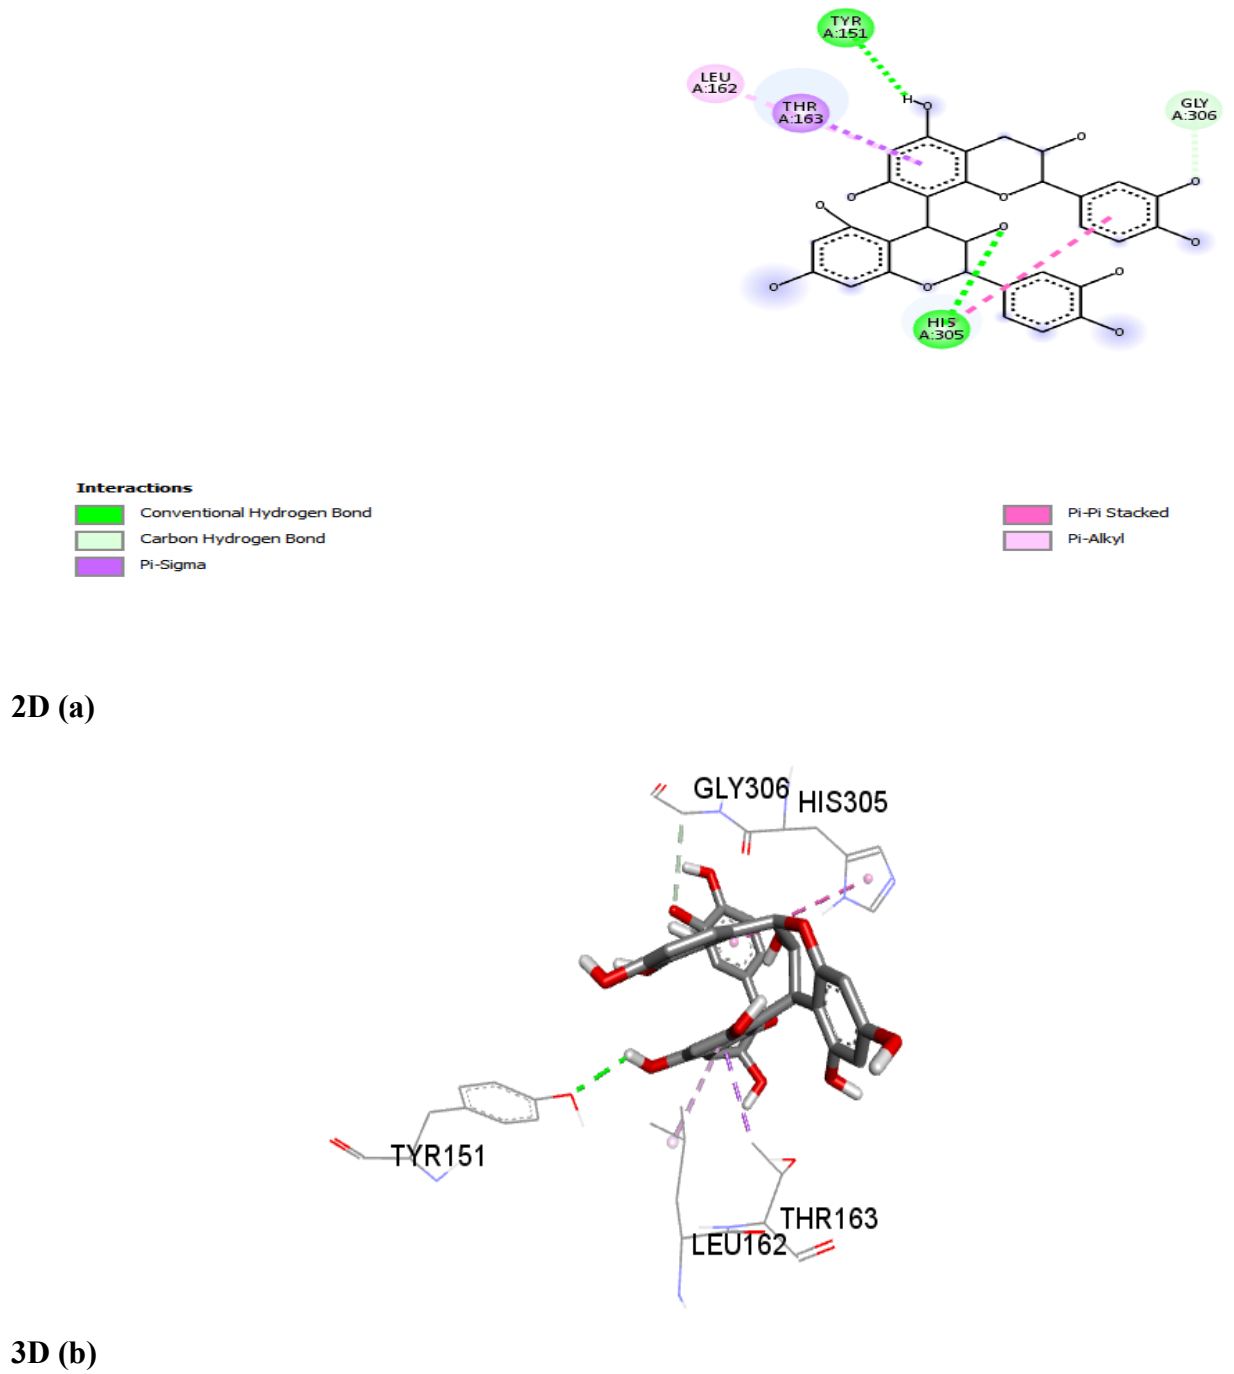 TYR
A:151
LEU
A:162
THR
A:163
GLY
A:306
H
O
O
O
O
O
O
O
O
O
O
O
O
HIS
A:305
Interactions
Conventional Hydrogen Bond
Carbon Hydrogen Bond
Pi-Sigma
Pi-Pi Stacked
Pi-Alkyl
2D (a)
GLY306
HIS305
TYR151
THR163
LEU162
3D (b)